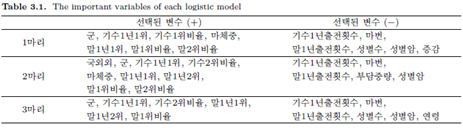 Table 3.1. The important variables of each logistic model
선택된 변수 (+) 선택된 변수 (−)
1마리 군, 기수1년1위, 기수1위비율, 마체중, 기수1년출전횟수, 마번,
말1년1위, 말1위비율, 말2위비율 말1년출전횟수, 성별수, 성별암, 증감
2마리 국외외, 군, 기수1년1위, 기수2위비율, 기수1년출전횟수, 마번,
마체중, 말1년1위, 말1년2위, 말1년출전횟수, 부담중량, 성별암
말1위비율, 말2위비율
3마리 군, 기수1년1위, 기수2위비율, 말1년1위, 기수1년출전횟수, 마번,
말1년2위, 말1위비율 말1년출전횟수, 성별수, 성별암, 연령